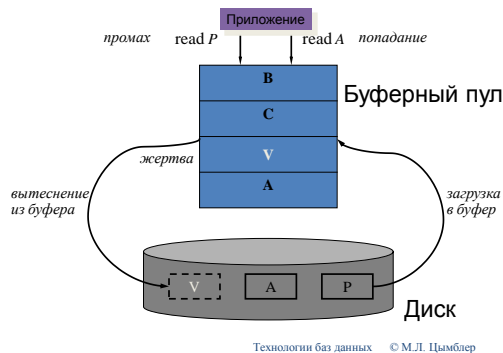 Приложение
промах read P read A попадание
B
Буферный пул
C
V
жертва
A
вытеснение
из буфера
загрузка
в буфер
V A P
Диск
Технологии баз данных © М.Л. Цымблер